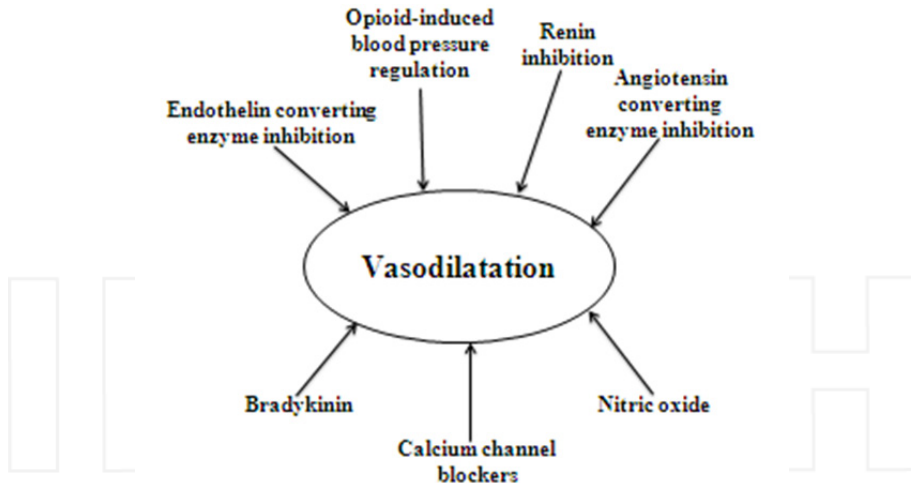 Opioid-induced
blood pressure
regulation
Renin
inhibition
Angiotensin
converting
enzyme inhibition
Endothelin converting
enzyme inhibition
Vasodilatation
Bradykinin
Calcium channel
blockers
Nitric oxide